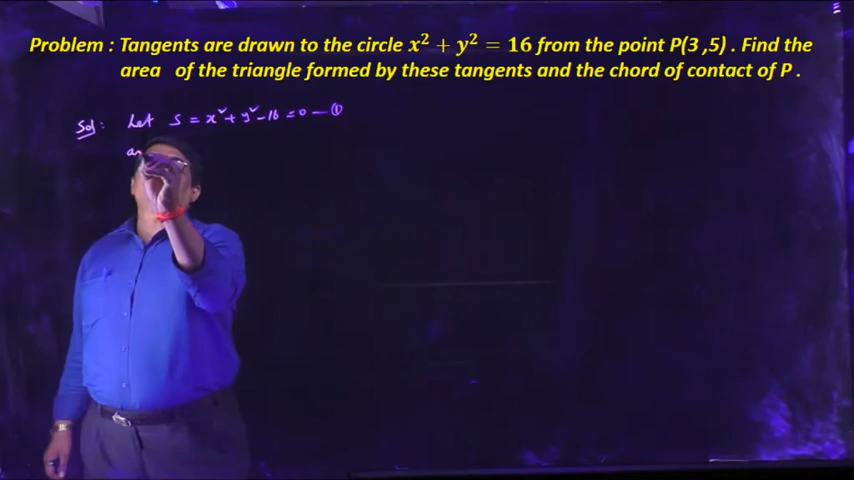 Problem : Tangents are drawn to the circle x² + y² = 16 from the point P(3 ,5) . Find the
area of the triangle formed by these tangents and the chord of contact of P .
Sol : Let S = x² + y² - 16 = 0 — ①